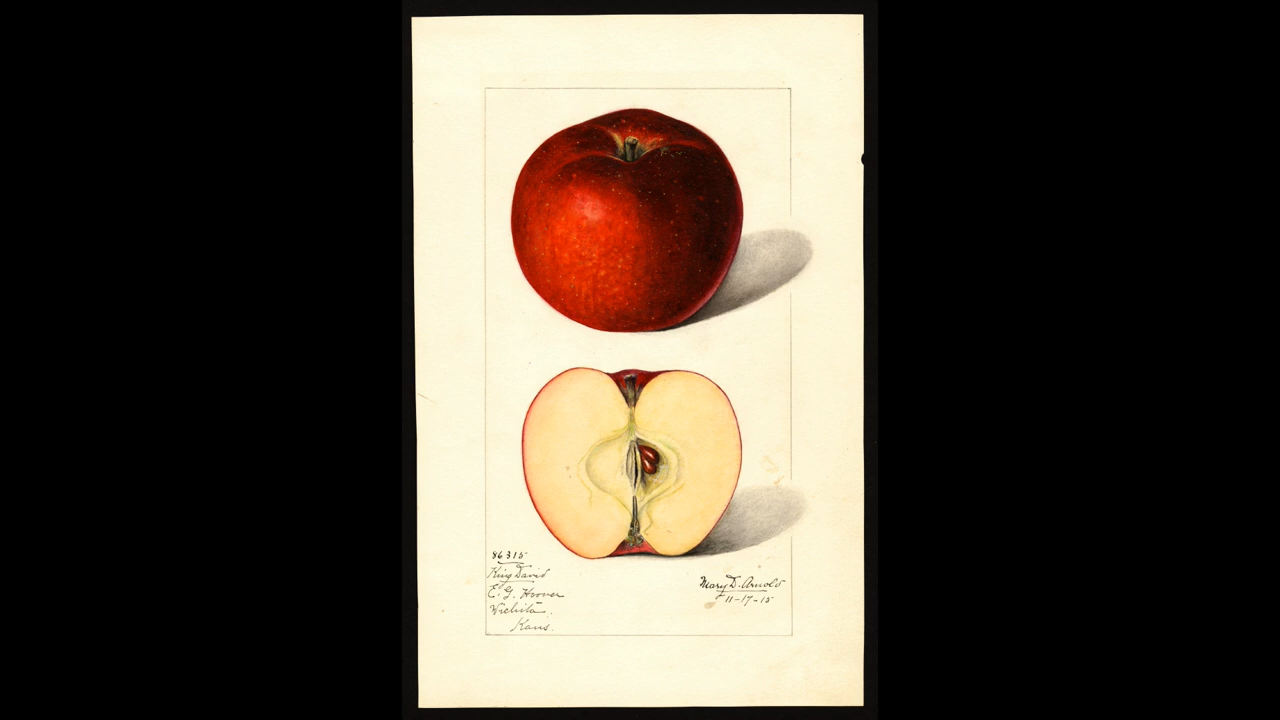 86315
King David
E. G. Hoover
Wichita.
Kans.
Mary D. Arnold
11-17-15